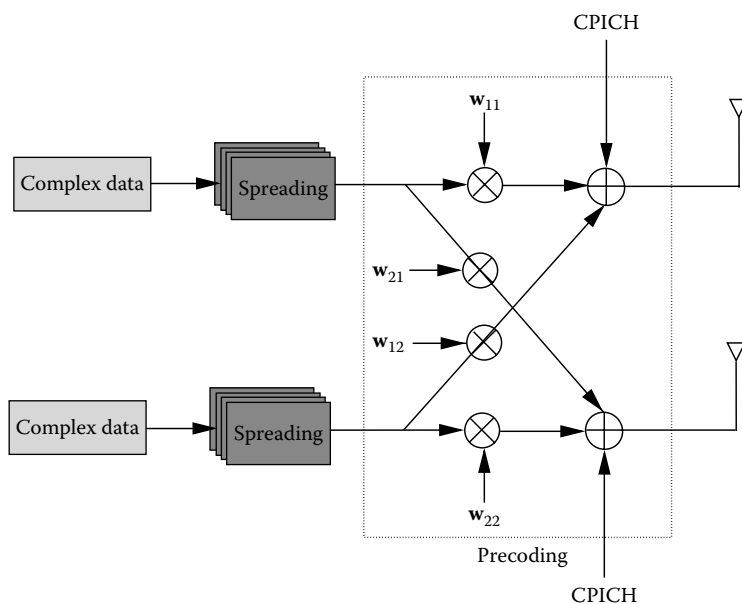 CPICH
w11
Complex data
Spreading
w21
w12
Complex data
Spreading
w22
Precoding
CPICH